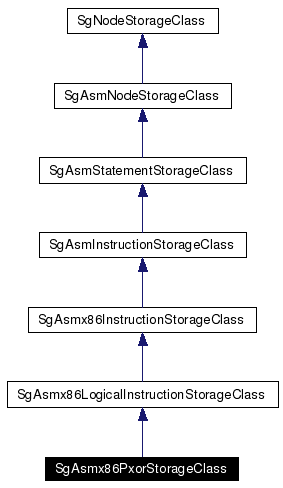 SgNodeStorageClass
SgAsmNodeStorageClass
SgAsmStatementStorageClass
SgAsmInstructionStorageClass
SgAsmx86InstructionStorageClass
SgAsmx86LogicalInstructionStorageClass
SgAsmx86PxorStorageClass